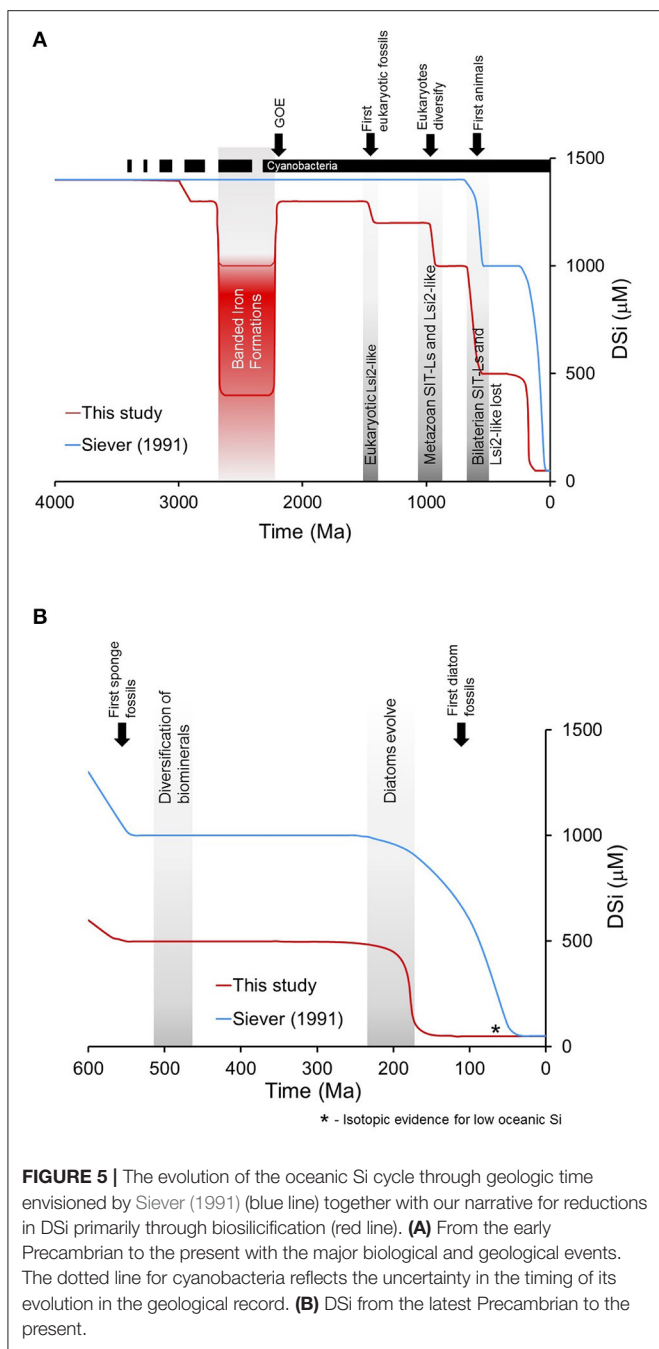 A
GOE
First
eukaryotic fossils
Eukaryotes
diversify
First animals
Cyanobacteria
1500
1000
500
0
DSi (μM)
Banded Iron
Formations
Eukaryotic Lsi2-like
Metazoan SIT-Ls and Lsi2-like
Bilaterian SIT-Ls and
Lsi2-like lost
This study
Siever (1991)
4000 3000 2000 1000 0
Time (Ma)
B
First sponge
fossils
Diversification of
biominerals
Diatoms evolve
First diatom
fossils
1500
1000
500
0
DSi (μM)
This study
Siever (1991)
*
600 500 400 300 200 100 0
Time (Ma)
* - Isotopic evidence for low oceanic Si
FIGURE 5 | The evolution of the oceanic Si cycle through geologic time
envisioned by Siever (1991) (blue line) together with our narrative for reductions
in DSi primarily through biosilicification (red line). (A) From the early
Precambrian to the present with the major biological and geological events.
The dotted line for cyanobacteria reflects the uncertainty in the timing of its
evolution in the geological record. (B) DSi from the latest Precambrian to the
present.